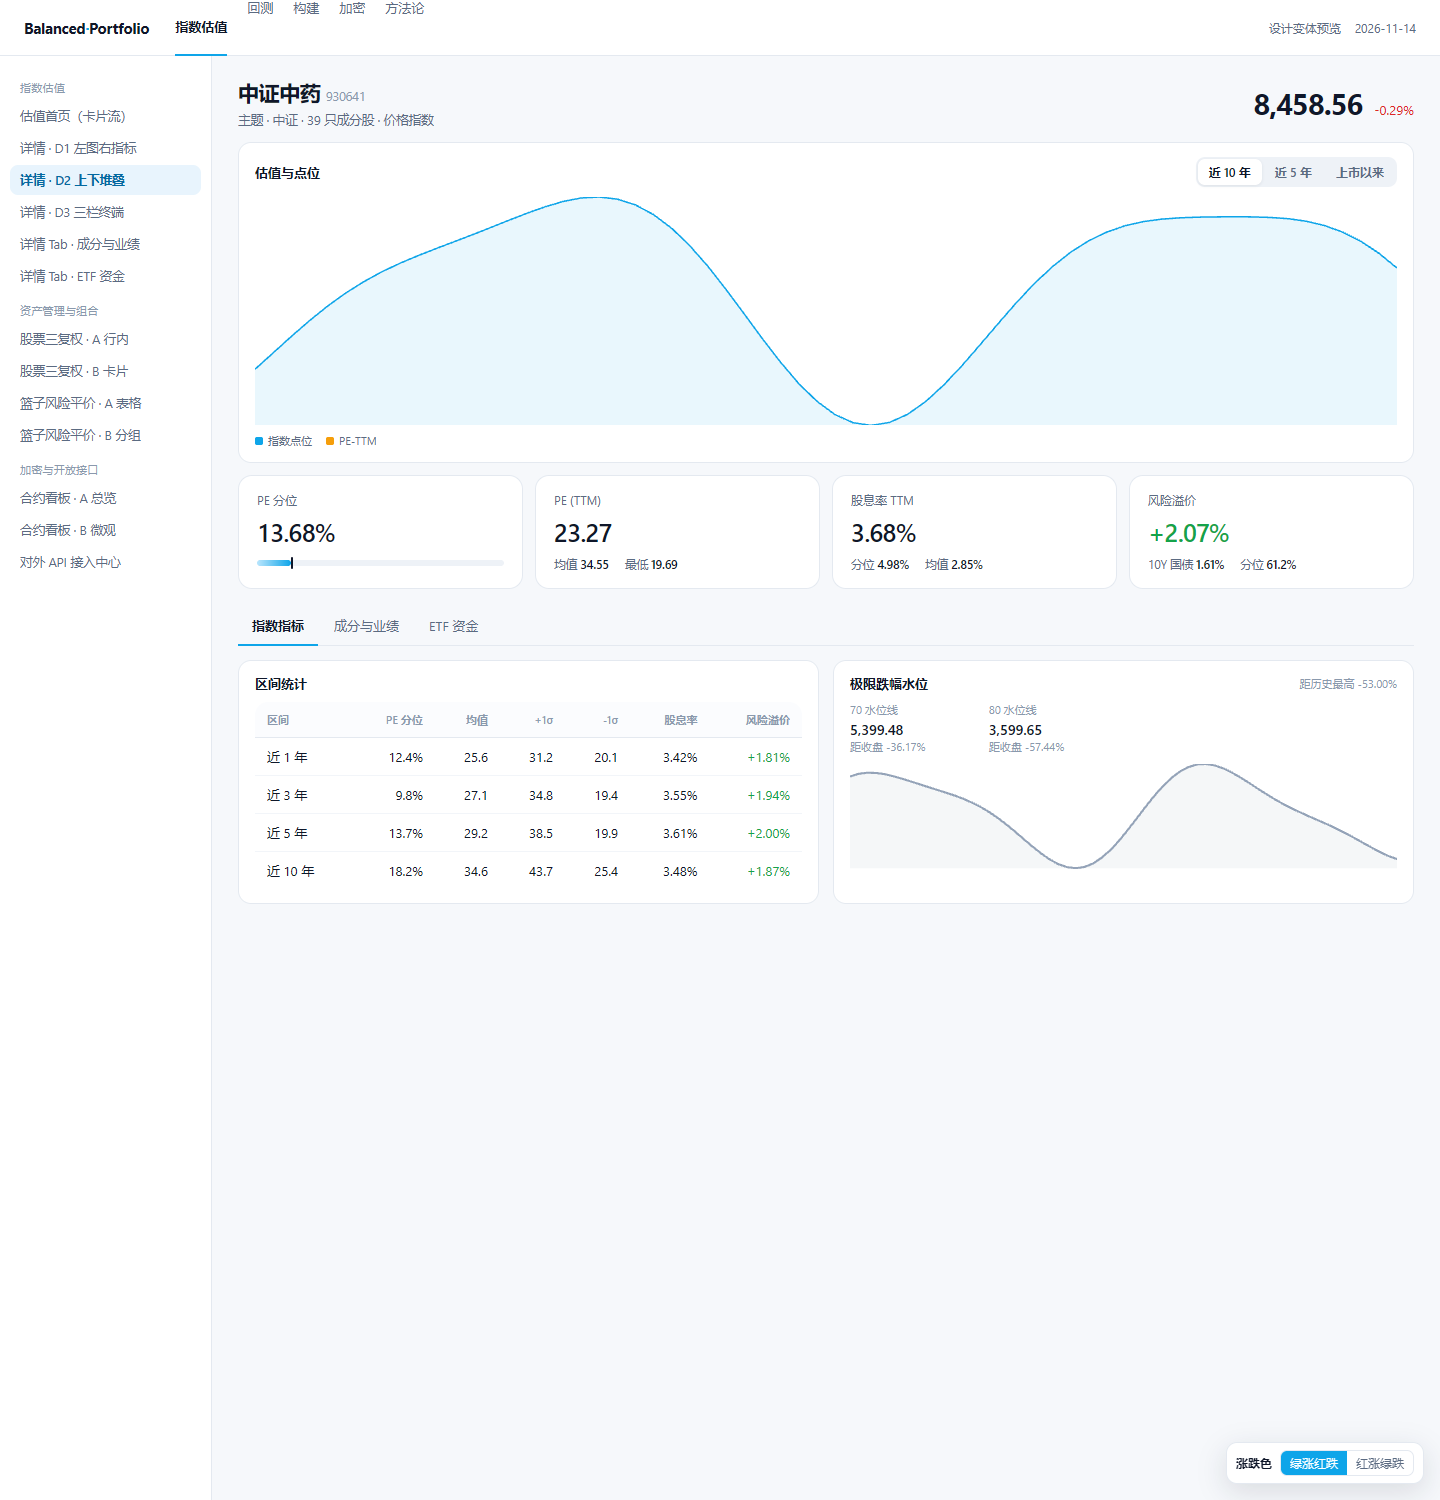 Balanced·Portfolio 指数估值 回测 构建 加密 方法论 设计变体预览 2026-11-14
指数估值
估值首页（卡片流）
详情 · D1 左图右指标
详情 · D2 上下堆叠
详情 · D3 三栏终端
详情 Tab · 成分与业绩
详情 Tab · ETF 资金
资产管理与组合
股票三复权 · A 行内
股票三复权 · B 卡片
篮子风险平价 · A 表格
篮子风险平价 · B 分组
加密与开放接口
合约看板 · A 总览
合约看板 · B 微观
对外 API 接入中心
中证中药 930641
主题 · 中证 · 39 只成分股 · 价格指数
8,458.56 -0.29%
估值与点位 近 10 年 近 5 年 上市以来
指数点位 PE-TTM
PE 分位
13.68%
PE (TTM)
23.27
均值 34.55 最低 19.69
股息率 TTM
3.68%
分位 4.98% 均值 2.85%
风险溢价
+2.07%
10Y 国债 1.61% 分位 61.2%
指数指标 成分与业绩 ETF 资金
区间统计
区间 PE 分位 均值 +1σ -1σ 股息率 风险溢价
近 1 年 12.4% 25.6 31.2 20.1 3.42% +1.81%
近 3 年 9.8% 27.1 34.8 19.4 3.55% +1.94%
近 5 年 13.7% 29.2 38.5 19.9 3.61% +2.00%
近 10 年 18.2% 34.6 43.7 25.4 3.48% +1.87%
极限跌幅水位 距历史最高 -53.00%
70 水位线 80 水位线
5,399.48 3,599.65
距收盘 -36.17% 距收盘 -57.44%
涨跌色 绿涨红跌 红涨绿跌